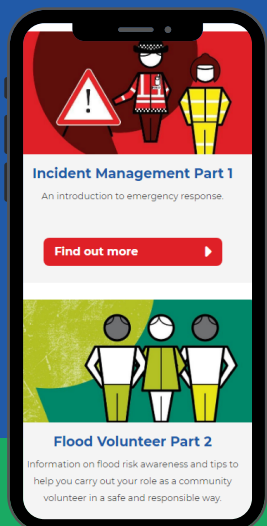 !
Incident Management Part 1
An introduction to emergency response.
Find out more
Flood Volunteer Part 2
Information on flood risk awareness and tips to
help you carry out your role as a community
volunteer in a safe and responsible way.